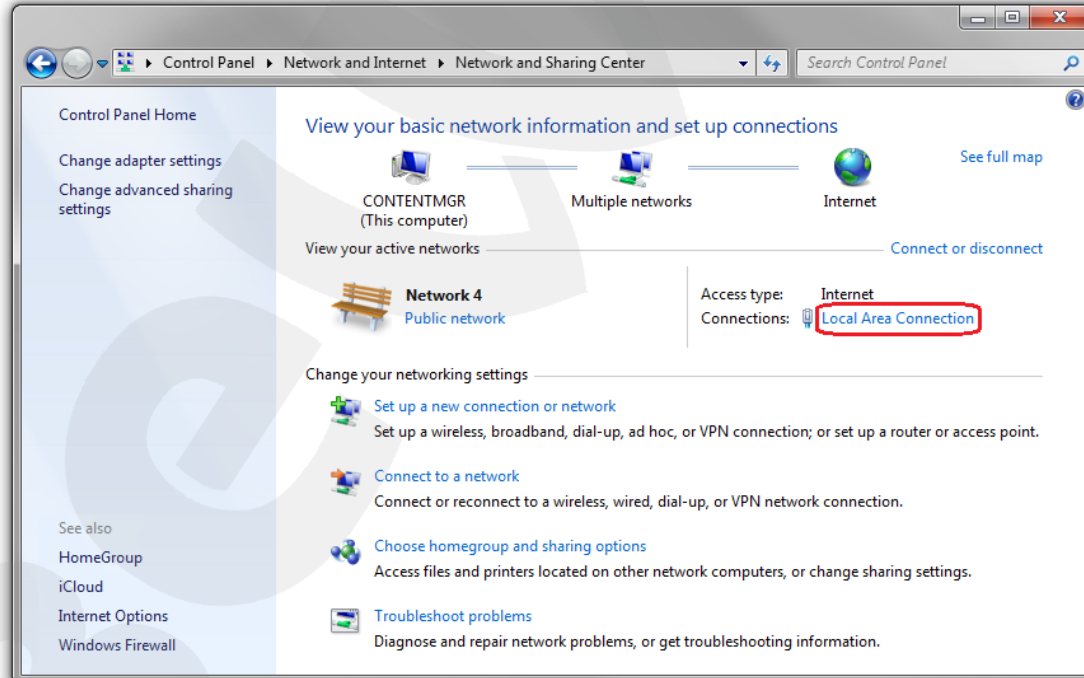 Control Panel ▸ Network and Internet ▸ Network and Sharing Center
Search Control Panel
Control Panel Home
Change adapter settings
Change advanced sharing
settings
See also
HomeGroup
iCloud
Internet Options
Windows Firewall
View your basic network information and set up connections
See full map
CONTENTMGR
(This computer)
Multiple networks
Internet
View your active networks
Connect or disconnect
Network 4
Public network
Access type: Internet
Connections: Local Area Connection
Change your networking settings
Set up a new connection or network
Set up a wireless, broadband, dial-up, ad hoc, or VPN connection; or set up a router or access point.
Connect to a network
Connect or reconnect to a wireless, wired, dial-up, or VPN network connection.
Choose homegroup and sharing options
Access files and printers located on other network computers, or change sharing settings.
Troubleshoot problems
Diagnose and repair network problems, or get troubleshooting information.